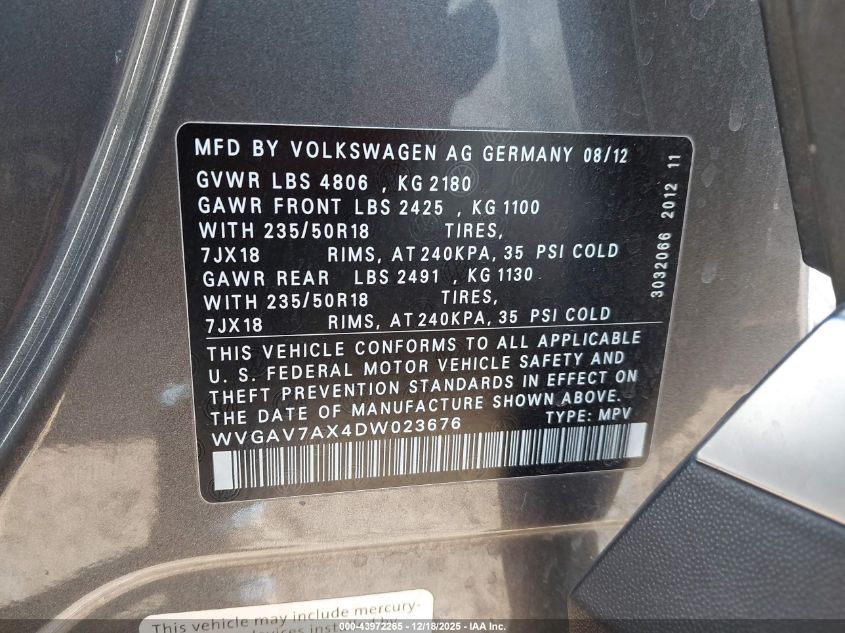 MFD BY VOLKSWAGEN AG GERMANY 08/12
GVWR LBS 4806 , KG 2180
GAWR FRONT LBS 2425 , KG 1100
WITH 235/50R18 TIRES,
7JX18 RIMS, AT 240KPA, 35 PSI COLD
GAWR REAR LBS 2491 , KG 1130
WITH 235/50R18 TIRES,
7JX18 RIMS, AT 240KPA, 35 PSI COLD
THIS VEHICLE CONFORMS TO ALL APPLICABLE
U. S. FEDERAL MOTOR VEHICLE SAFETY AND
THEFT PREVENTION STANDARDS IN EFFECT ON
THE DATE OF MANUFACTURE SHOWN ABOVE.
WVGAV7AX4DW023676 TYPE: MPV
3032066 2012 11
This vehicle may include mercury-
devices
000-43972265 - 12/18/2025 - IAA Inc.